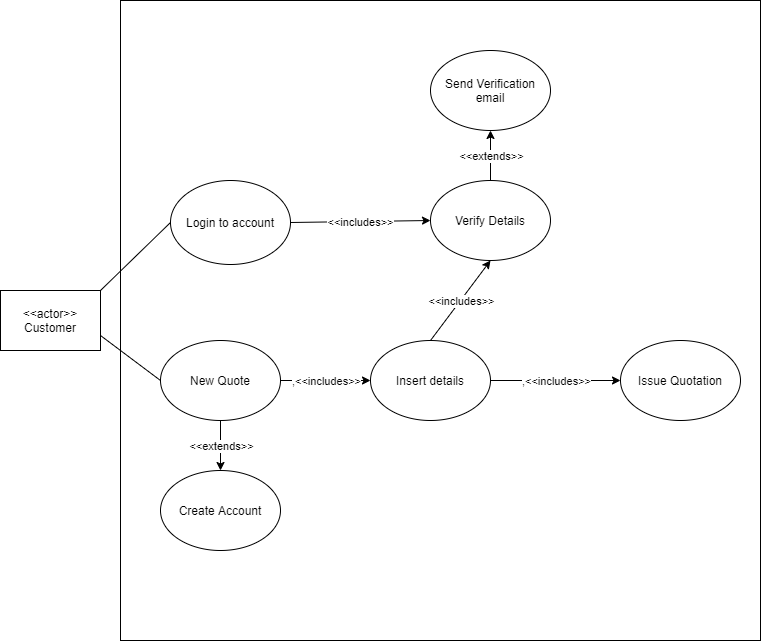 Send Verification
email
<<extends>>
Login to account
<<includes>>
Verify Details
<<includes>>
<<actor>>
Customer
New Quote
,<<includes>>
Insert details
,<<includes>>
Issue Quotation
<<extends>>
Create Account